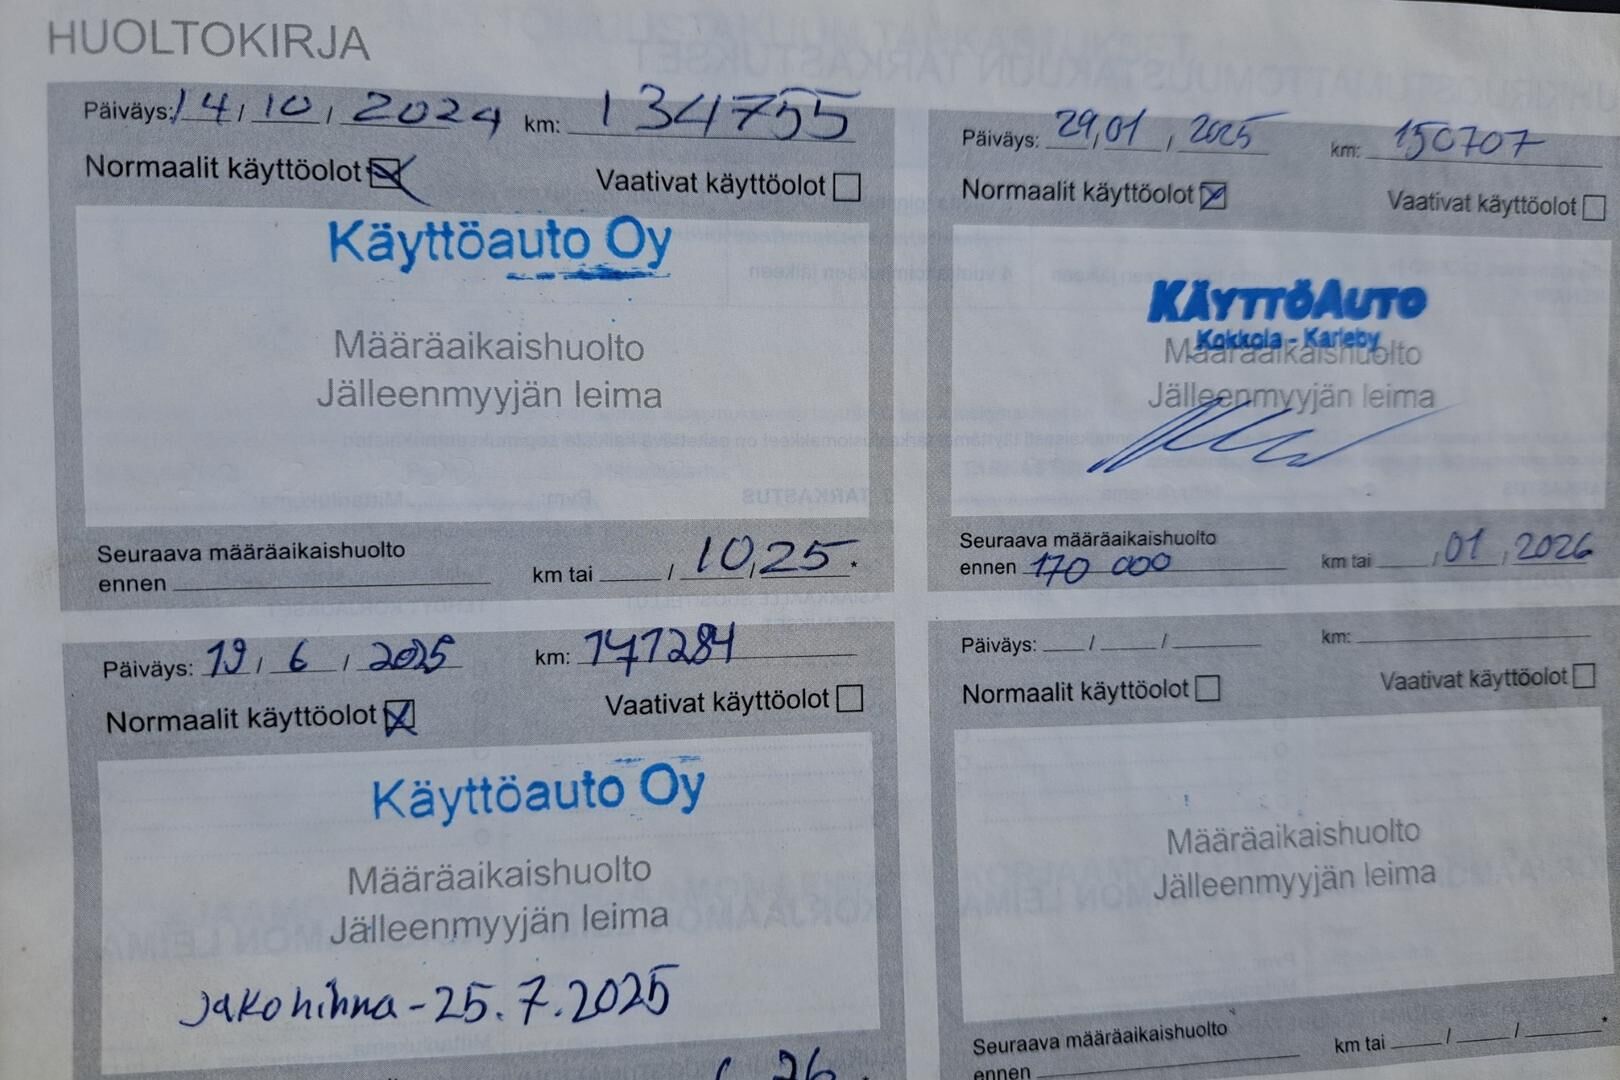 HUOLTOKIRJA
Päiväys: 14 / 10 / 2024 km: 134755
Normaalit käyttöolot Vaativat käyttöolot
Käyttöauto Oy
Määräaikaishuolto
Jälleenmyyjän leima
Seuraava määräaikaishuolto
ennen km tai / 10, 25 *
Päiväys: 29, 01 / 2025 km: 150707
Normaalit käyttöolot Vaativat käyttöolot
KÄYTTÖAUTO
Kokkola - Karleby
Määräaikaishuolto
Jälleenmyyjän leima
Seuraava määräaikaishuolto
ennen 170 000 km tai , 01 , 2026
Päiväys: 19 / 6 / 2025 km: 171284
Normaalit käyttöolot Vaativat käyttöolot
Käyttöauto Oy
Määräaikaishuolto
Jälleenmyyjän leima
Jakohihna - 25.7.2025
26 *
Päiväys: / / km:
Normaalit käyttöolot Vaativat käyttöolot
Määräaikaishuolto
Jälleenmyyjän leima
Seuraava määräaikaishuolto
ennen km tai / / *